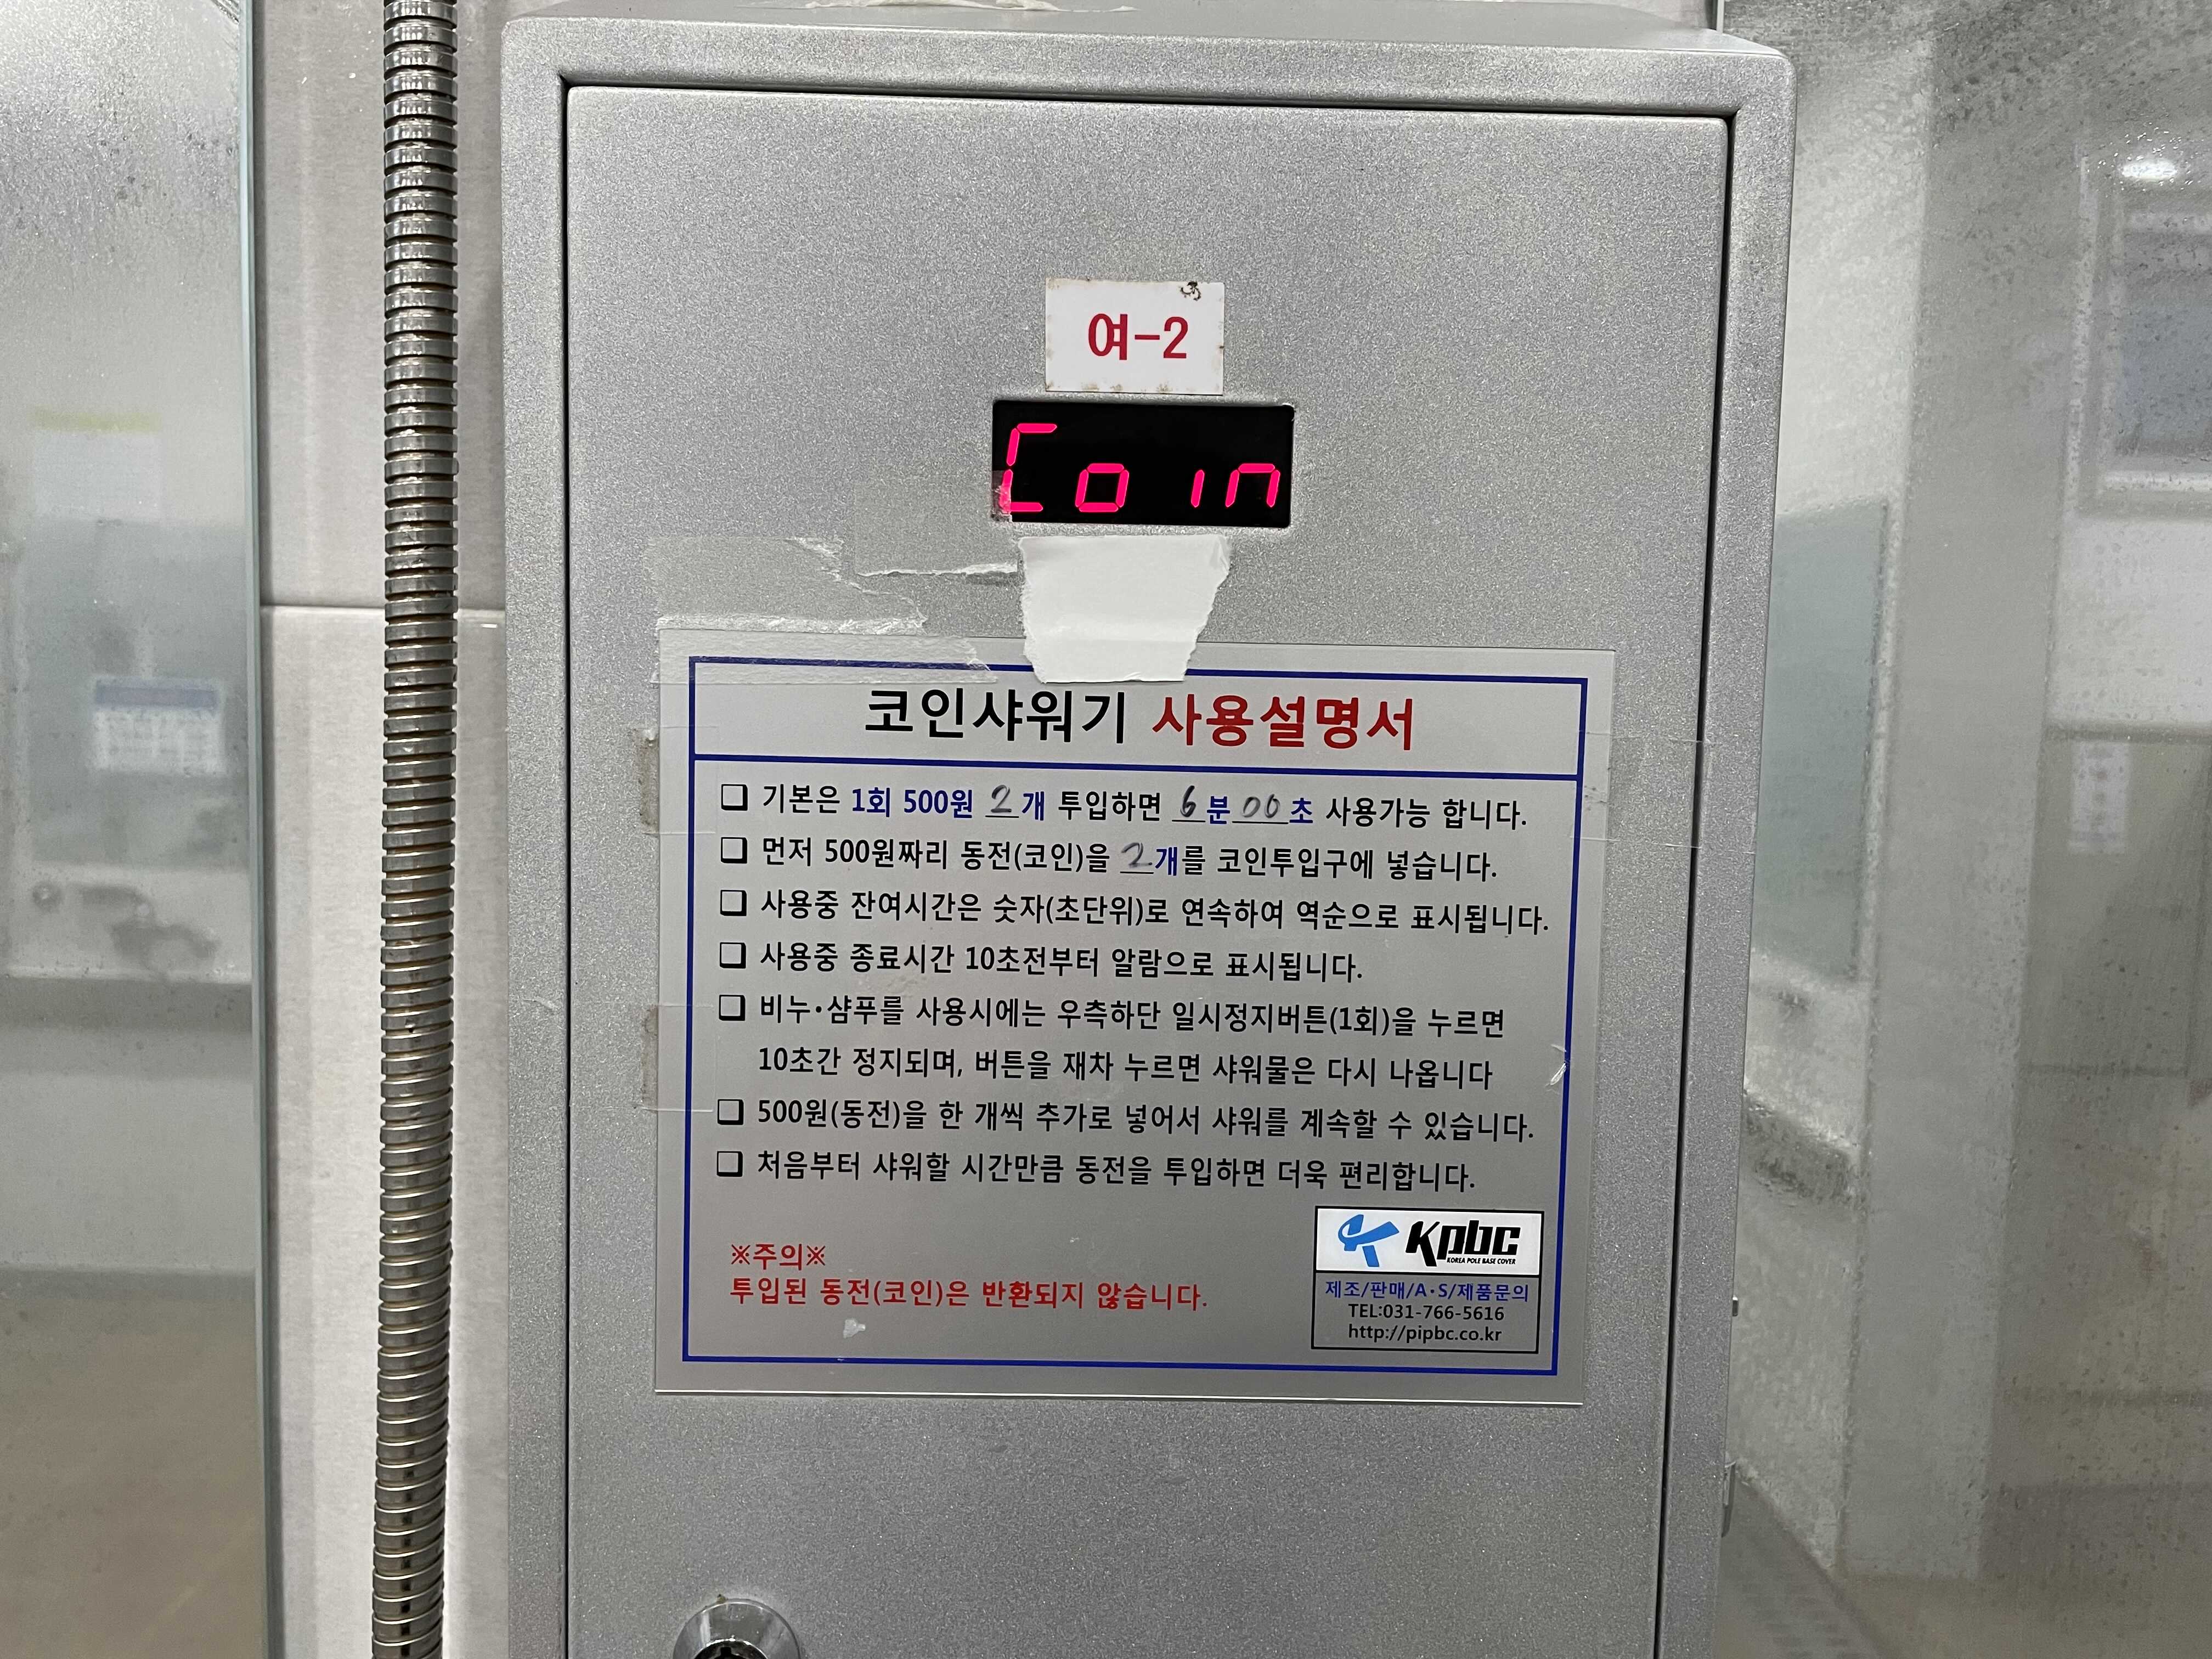 여-2
Coin
코인샤워기 사용설명서
❏ 기본은 1회 500원 2개 투입하면 6분 00초 사용가능 합니다.
❏ 먼저 500원짜리 동전(코인)을 2개를 코인투입구에 넣습니다.
❏ 사용중 잔여시간은 숫자(초단위)로 연속하여 역순으로 표시됩니다.
❏ 사용중 종료시간 10초전부터 알람으로 표시됩니다.
❏ 비누·샴푸를 사용시에는 우측하단 일시정지버튼(1회)을 누르면
10초간 정지되며, 버튼을 재차 누르면 샤워물은 다시 나옵니다
❏ 500원(동전)을 한 개씩 추가로 넣어서 샤워를 계속할 수 있습니다.
❏ 처음부터 샤워할 시간만큼 동전을 투입하면 더욱 편리합니다.
※주의※
투입된 동전(코인)은 반환되지 않습니다.
Kpbc
KOREA POLE BASE COVER
제조/판매/A·S/제품문의
TEL:031-766-5616
http://pipbc.co.kr